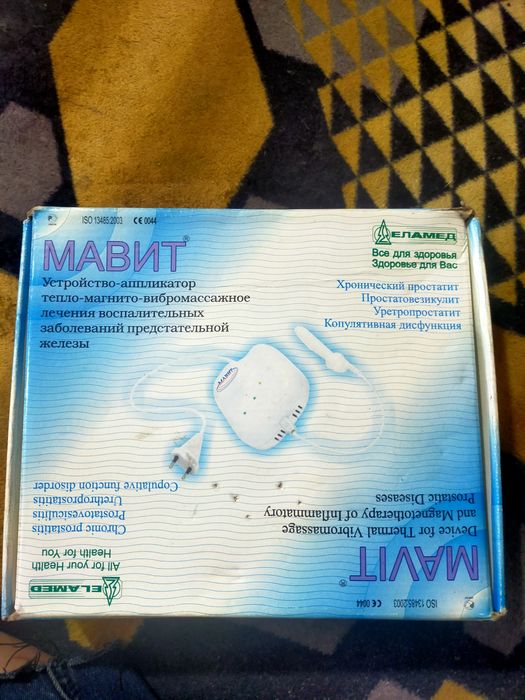 ISO 13485:2003 CE 0044
МАВИТ®
Устройство-аппликатор
тепло-магнито-вибромассажное
лечения воспалительных
заболеваний предстательной
железы
ЕЛАМЕД
Все для здоровья
Здоровье для Вас
Хронический простатит
Простатовезикулит
Уретропростатит
Копулятивная дисфункция
ISO 13485:2003 CE 0044
MAVIT®
Device for Thermal Vibromassage
and Magnetotherapy of Inflammatory
Prostatic Diseases
ELAMED
All for your Health
Health for You
Chronic prostatitis
Prostatovesiculitis
Urethroprostatitis
Copulative function disorder